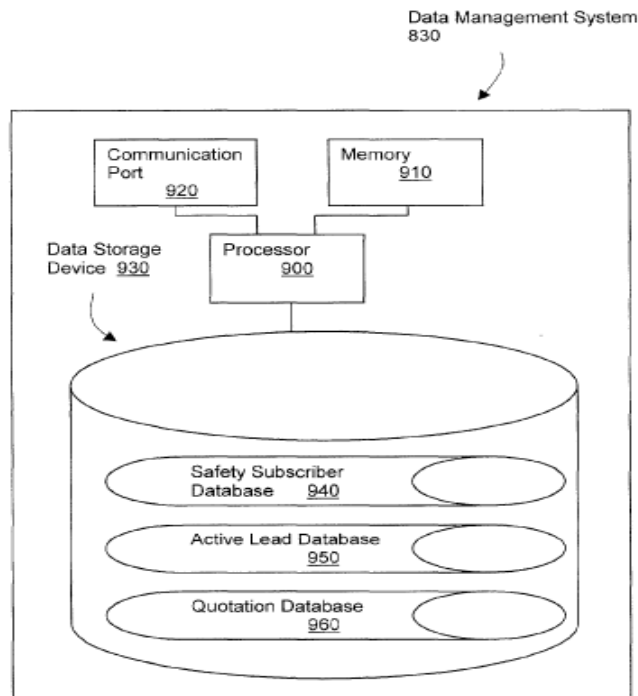 Data Management System
830
Communication
Port
920
Memory
910
Data Storage
Device 930
Processor
900
Safety Subscriber
Database 940
Active Lead Database
950
Quotation Database
960